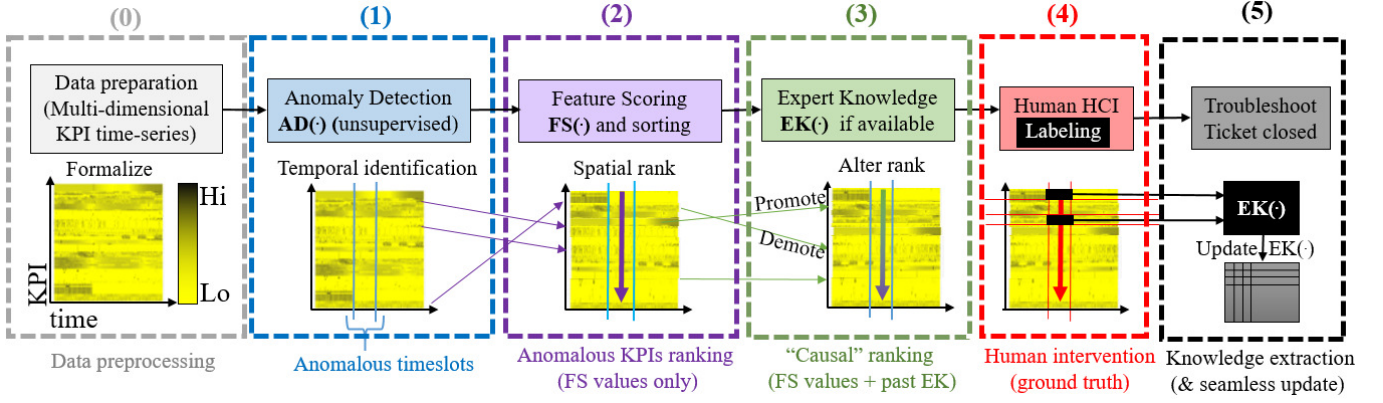 (0)
Data preparation
(Multi-dimensional
KPI time-series)
Formalize
Hi
Lo
KPI
time
Data preprocessing
(1)
Anomaly Detection
AD(·) (unsupervised)
Temporal identification
Anomalous timeslots
(2)
Feature Scoring
FS(·) and sorting
Spatial rank
Anomalous KPIs ranking
(FS values only)
(3)
Expert Knowledge
EK(·) if available
Alter rank
Promote
Demote
“Causal” ranking
(FS values + past EK)
(4)
Human HCI
Labeling
Human intervention
(ground truth)
(5)
Troubleshoot
Ticket closed
EK(·)
Update EK(·)
Knowledge extraction
(& seamless update)